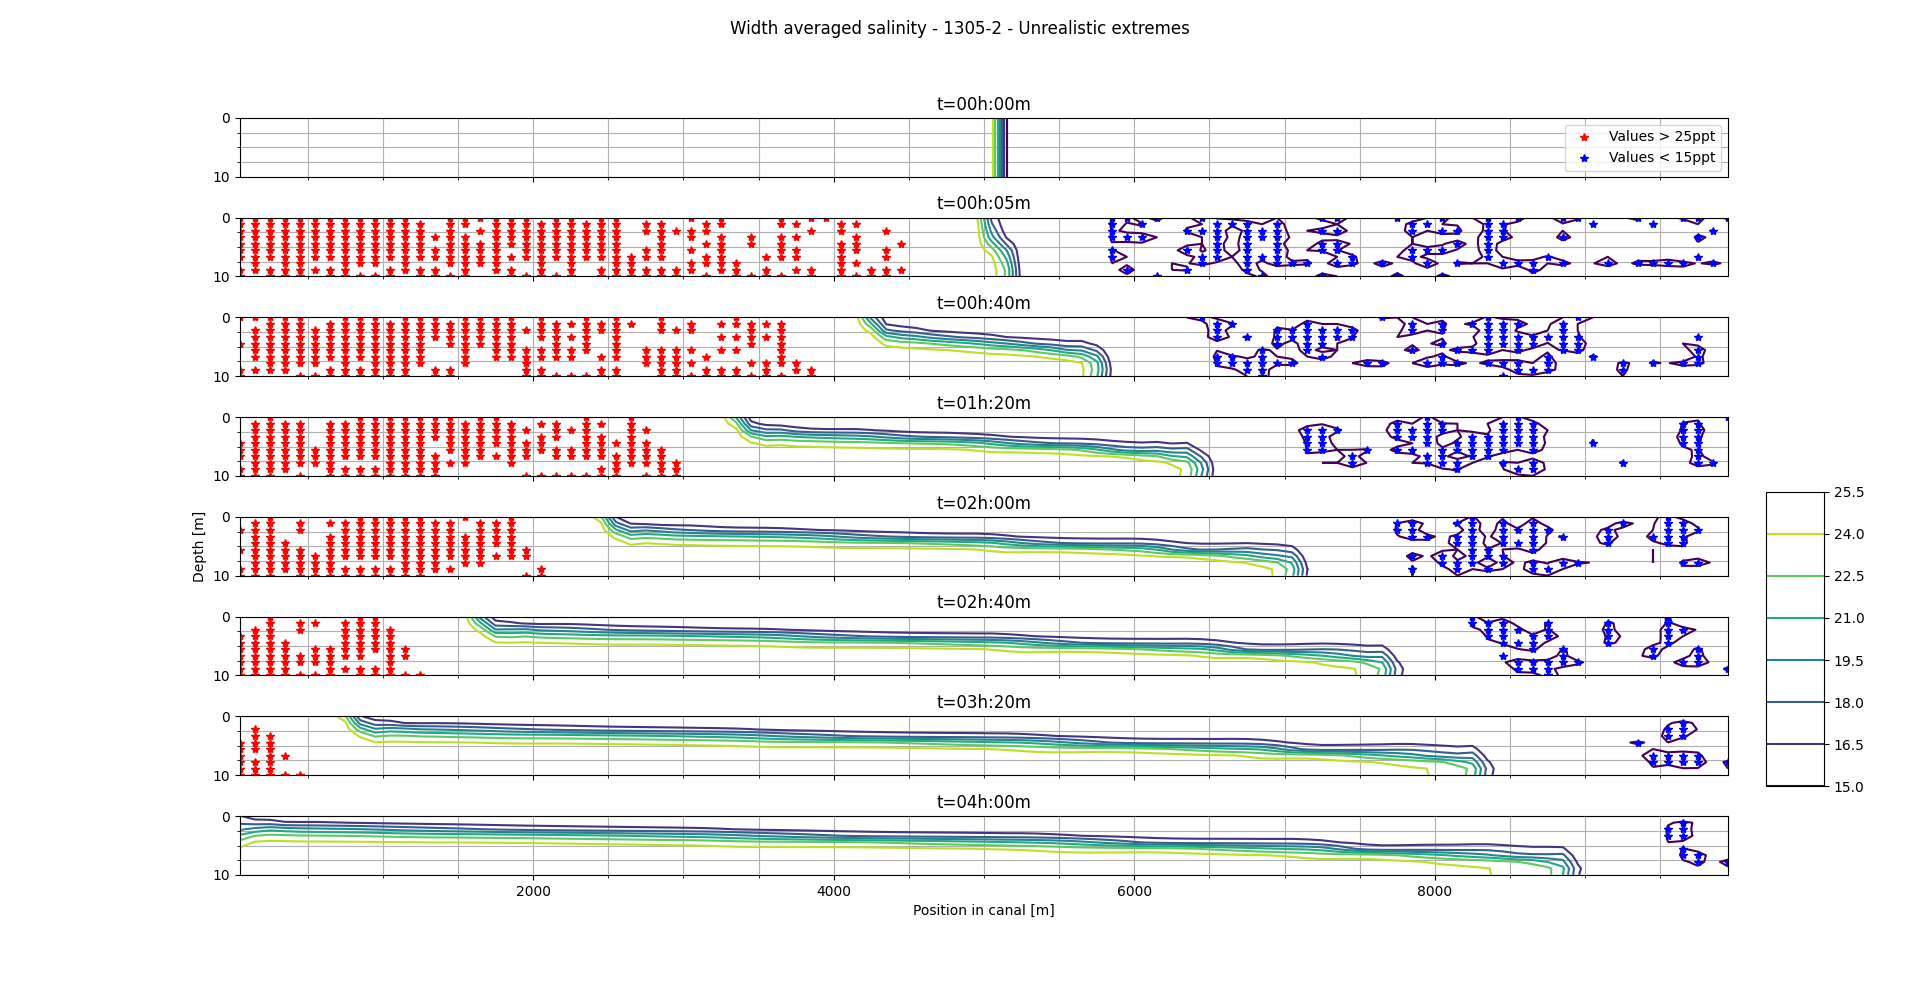 Width averaged salinity - 1305-2 - Unrealistic extremes
t=00h:00m
0
10
Values > 25ppt
Values < 15ppt
t=00h:05m
0
10
t=00h:40m
0
10
t=01h:20m
0
10
t=02h:00m
0
10
Depth [m]
t=02h:40m
0
10
t=03h:20m
0
10
t=04h:00m
0
10
2000 4000 6000 8000
Position in canal [m]
25.5
24.0
22.5
21.0
19.5
18.0
16.5
15.0